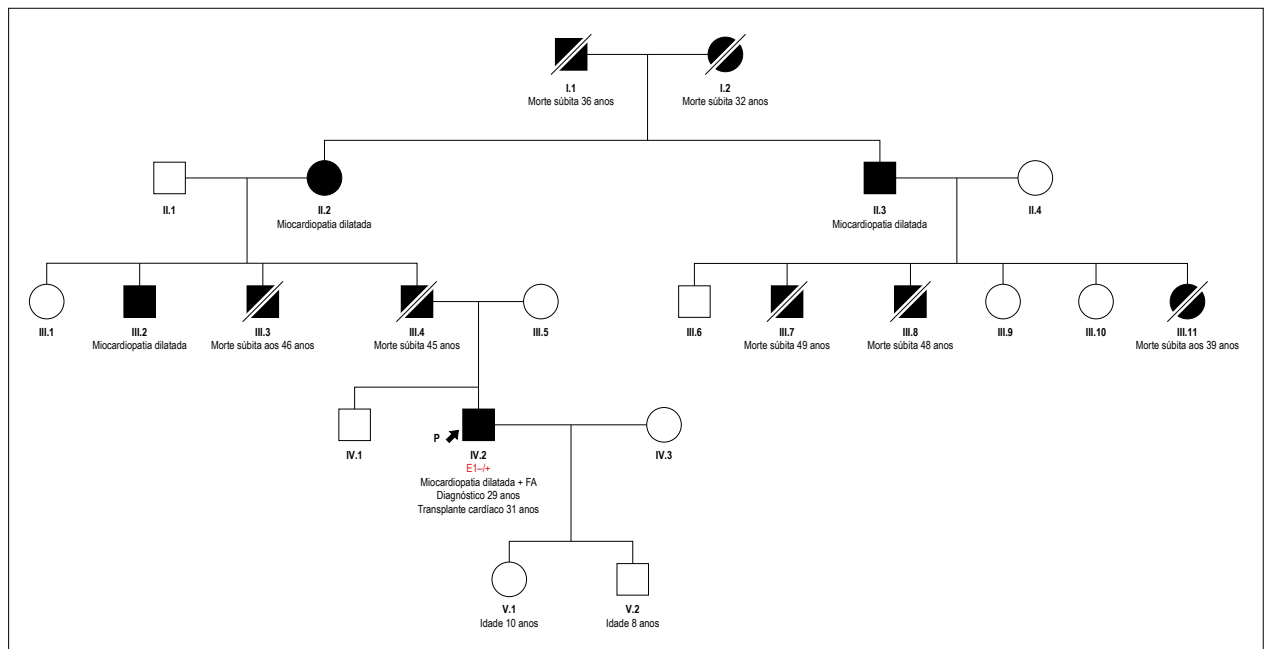 I.1
Morte súbita 36 anos
I.2
Morte súbita 32 anos
II.1
II.2
Miocardiopatia dilatada
II.3
Miocardiopatia dilatada
II.4
III.1
III.2
Miocardiopatia dilatada
III.3
Morte súbita aos 46 anos
III.4
Morte súbita 45 anos
III.5
III.6
III.7
Morte súbita 49 anos
III.8
Morte súbita 48 anos
III.9
III.10
III.11
Morte súbita aos 39 anos
IV.1
P
IV.2
E1–/+
Miocardiopatia dilatada + FA
Diagnóstico 29 anos
Transplante cardíaco 31 anos
IV.3
V.1
Idade 10 anos
V.2
Idade 8 anos